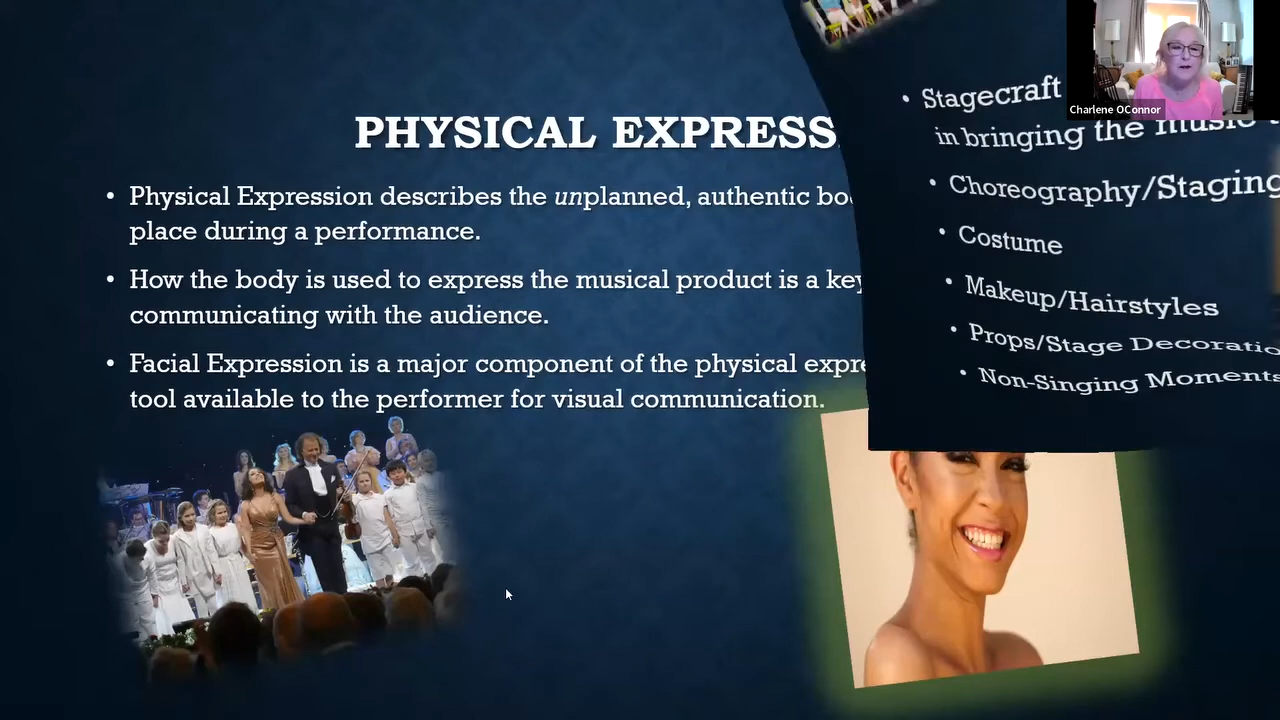 PHYSICAL EXPRESS
• Physical Expression describes the unplanned, authentic
place during a performance.
• How the body is used to express the musical product is a key
communicating with the audience.
• Facial Expression is a major component of the physical
tool available to the performer for visual communication.
• Stagecraft
in bringing the music
• Choreography/Staging
• Costume
• Makeup/Hairstyles
• Props/Stage
• Non-Singing Moments
Charlene OConnor